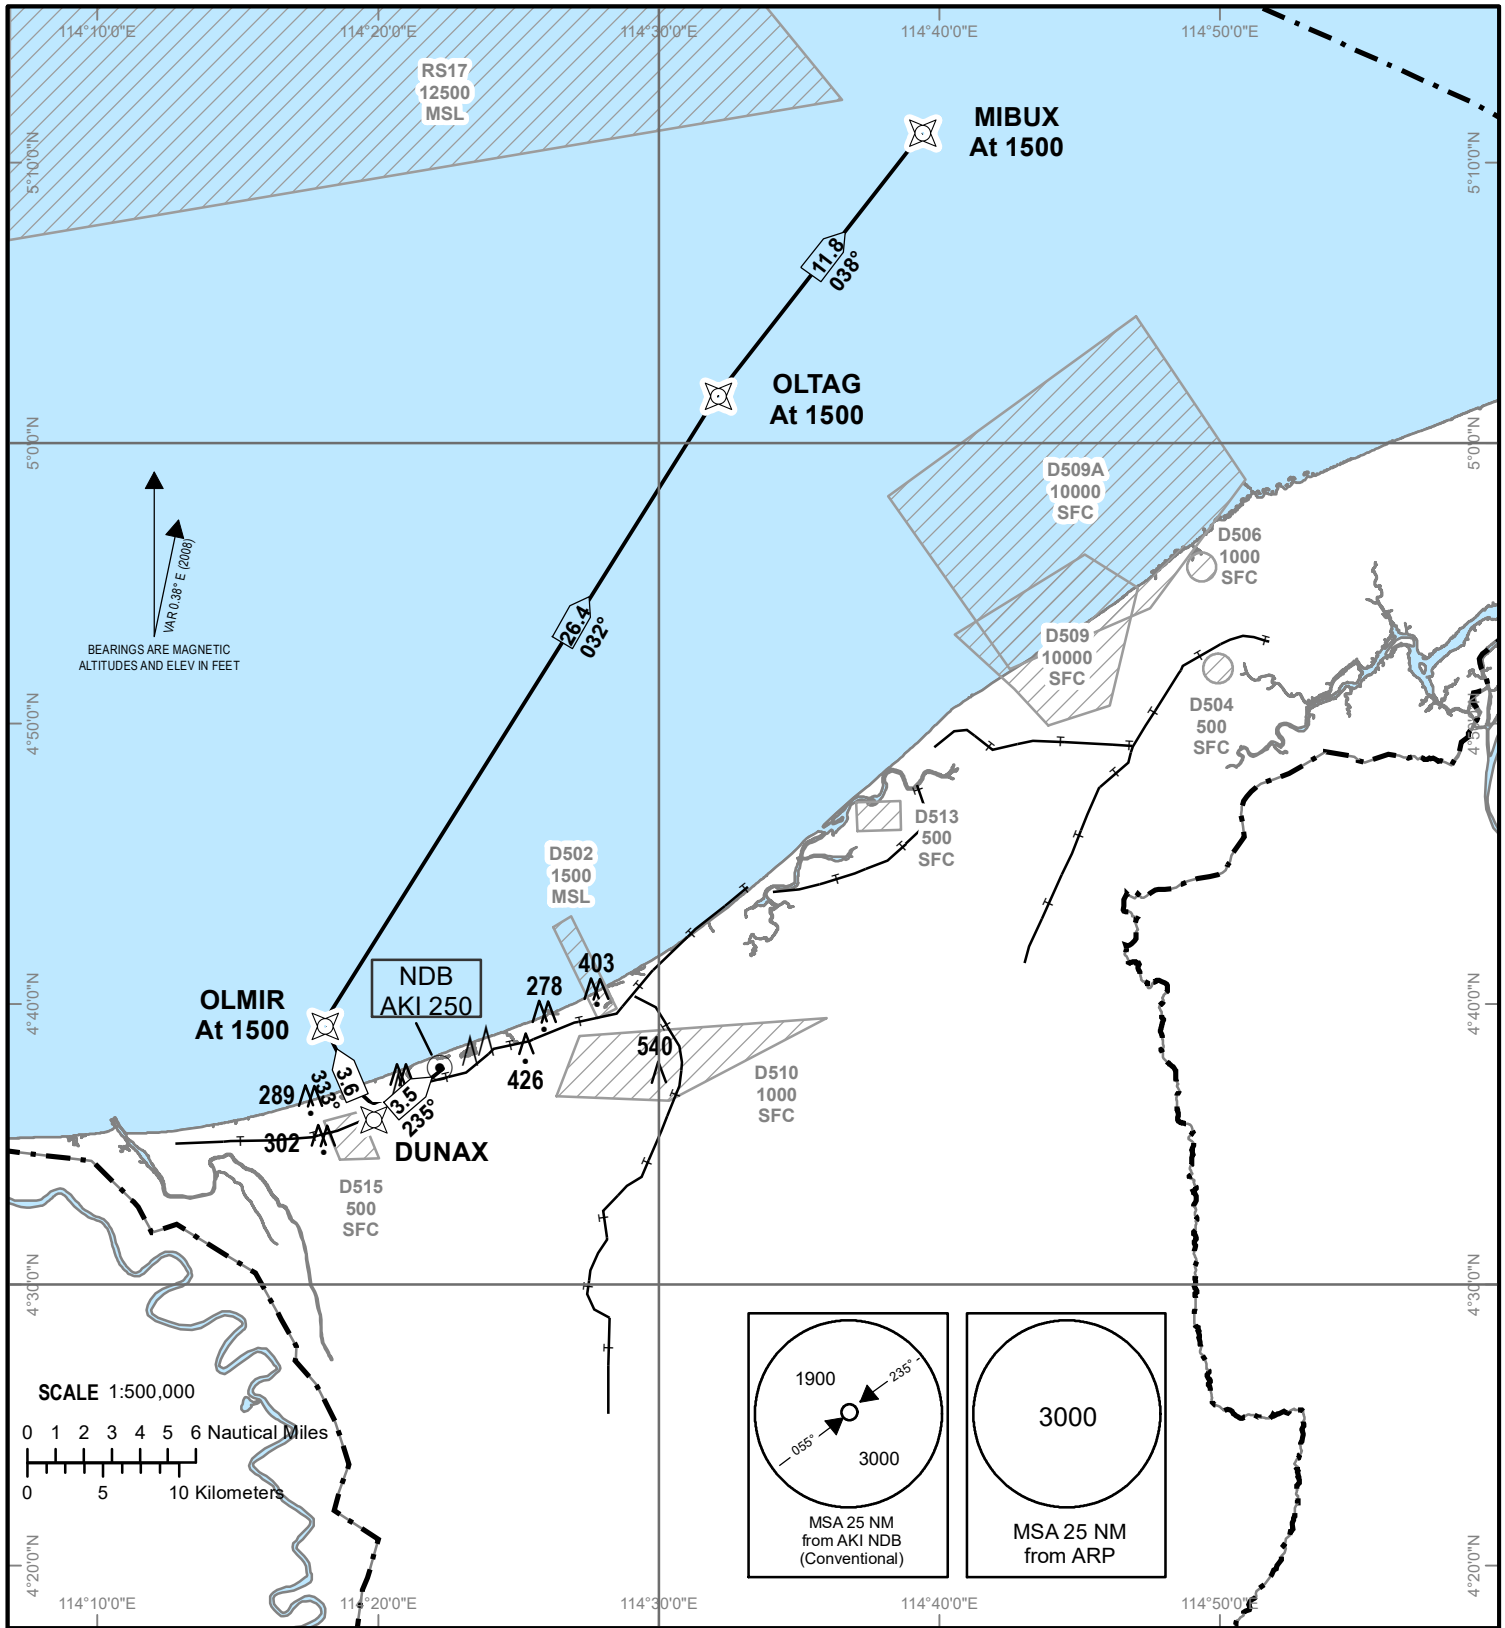 114°10'0"E
114°20'0"E
114°30'0"E
114°40'0"E
114°50'0"E
RS17
12500
MSL
MIBUX
At 1500
5°10'0"N
5°10'0"N
11.8
038°
OLTAG
At 1500
5°0'0"N
5°0'0"N
D509A
10000
SFC
D506
1000
SFC
VAR 0.38° E (2008)
BEARINGS ARE MAGNETIC
ALTITUDES AND ELEV IN FEET
26.4
032°
D509
10000
SFC
D504
500
SFC
4°50'0"N
4°50'0"N
D513
500
SFC
D502
1500
MSL
NDB
AKI 250
278
403
OLMIR
At 1500
4°40'0"N
4°40'0"N
540
426
D510
1000
SFC
289
333°
3.6
3.5
235°
302
DUNAX
D515
500
SFC
4°30'0"N
4°30'0"N
SCALE 1:500,000
0 1 2 3 4 5 6 Nautical Miles
0 5 10 Kilometers
1900
235°
055°
3000
MSA 25 NM
from AKI NDB
(Conventional)
3000
MSA 25 NM
from ARP
4°20'0"N
4°20'0"N
114°10'0"E
114°20'0"E
114°30'0"E
114°40'0"E
114°50'0"E